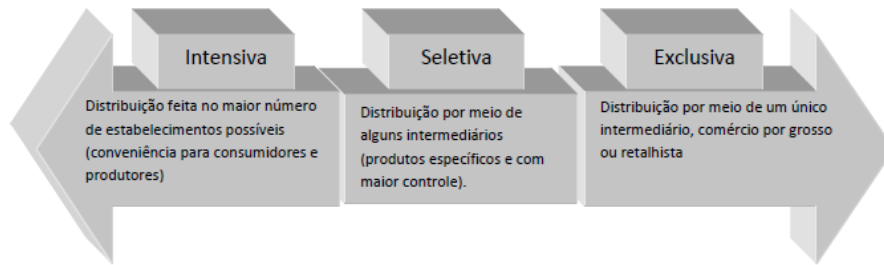 Intensiva
Distribuição feita no maior número
de estabelecimentos possíveis
(conveniência para consumidores e
produtores)
Seletiva
Distribuição por meio de
alguns intermediários
(produtos específicos e com
maior controle).
Exclusiva
Distribuição por meio de um único
intermediário, comércio por grosso
ou retalhista